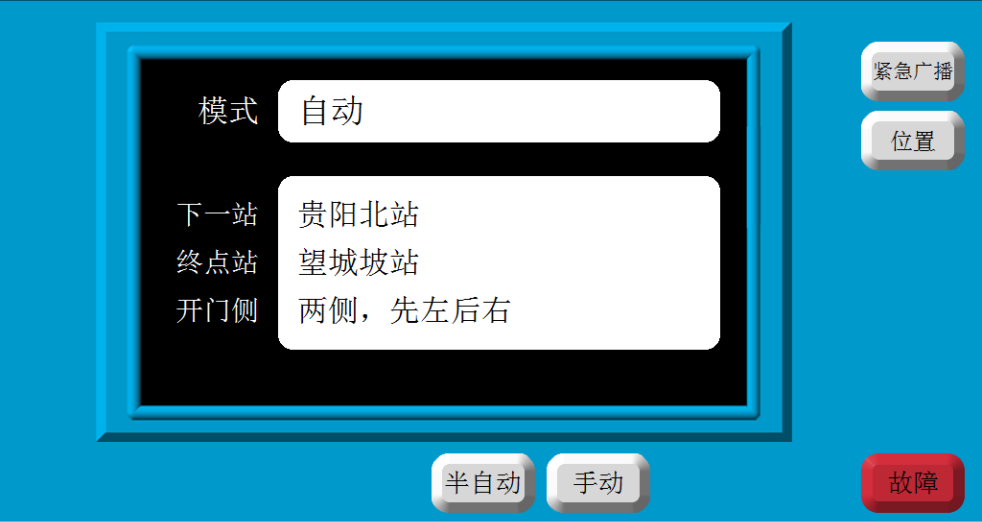 模式 自动
下一站 贵阳北站
终点站 望城坡站
开门侧 两侧，先左后右
紧急广播
位置
半自动 手动 故障